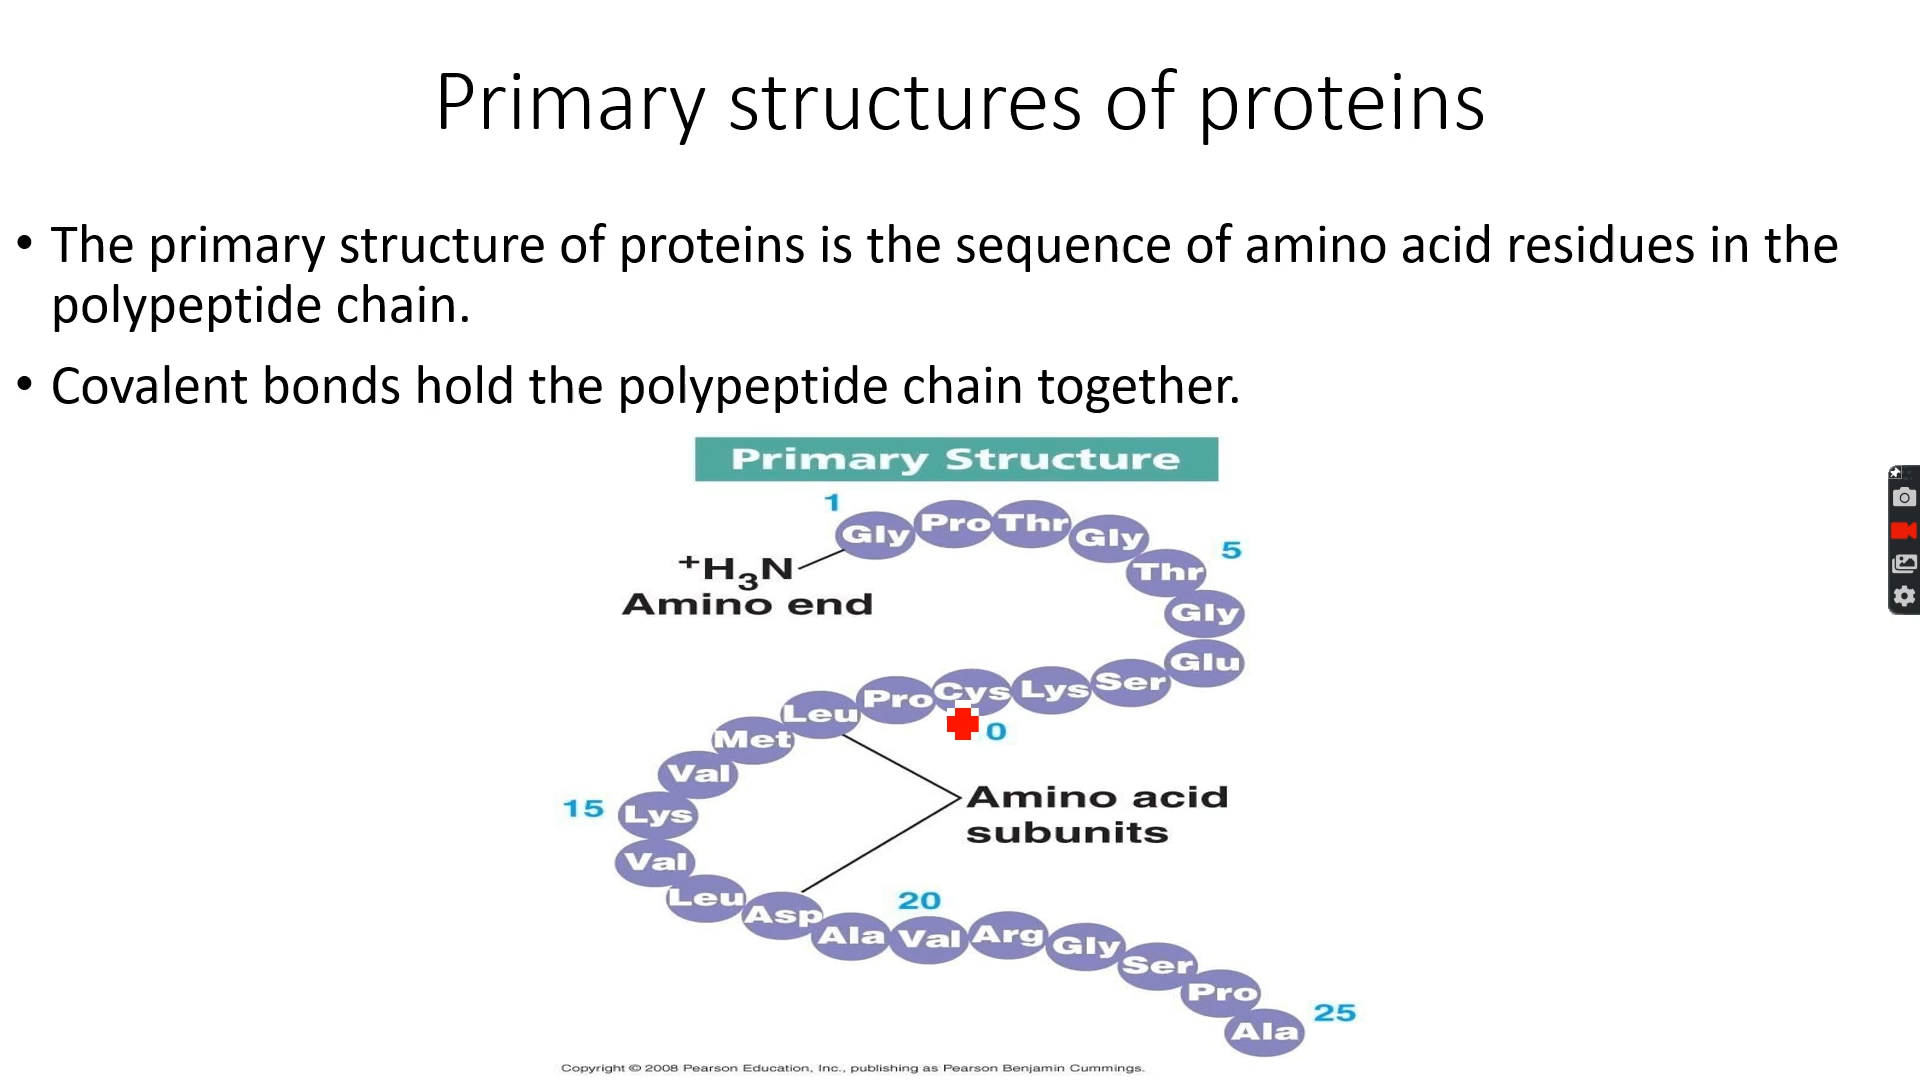 Primary structures of proteins
• The primary structure of proteins is the sequence of amino acid residues in the
polypeptide chain.
• Covalent bonds hold the polypeptide chain together.
Primary Structure
1
Gly Pro Thr Gly
5
Thr
+H3N
Amino end
Gly
Glu
Ser
Lys
Cys
Pro
0
Leu
Met
Val
15
Lys
Amino acid
subunits
Val
Leu
Asp
20
Ala Val Arg Gly
Ser
Pro
Ala
25
Copyright © 2008 Pearson Education, Inc., publishing as Pearson Benjamin Cummings.